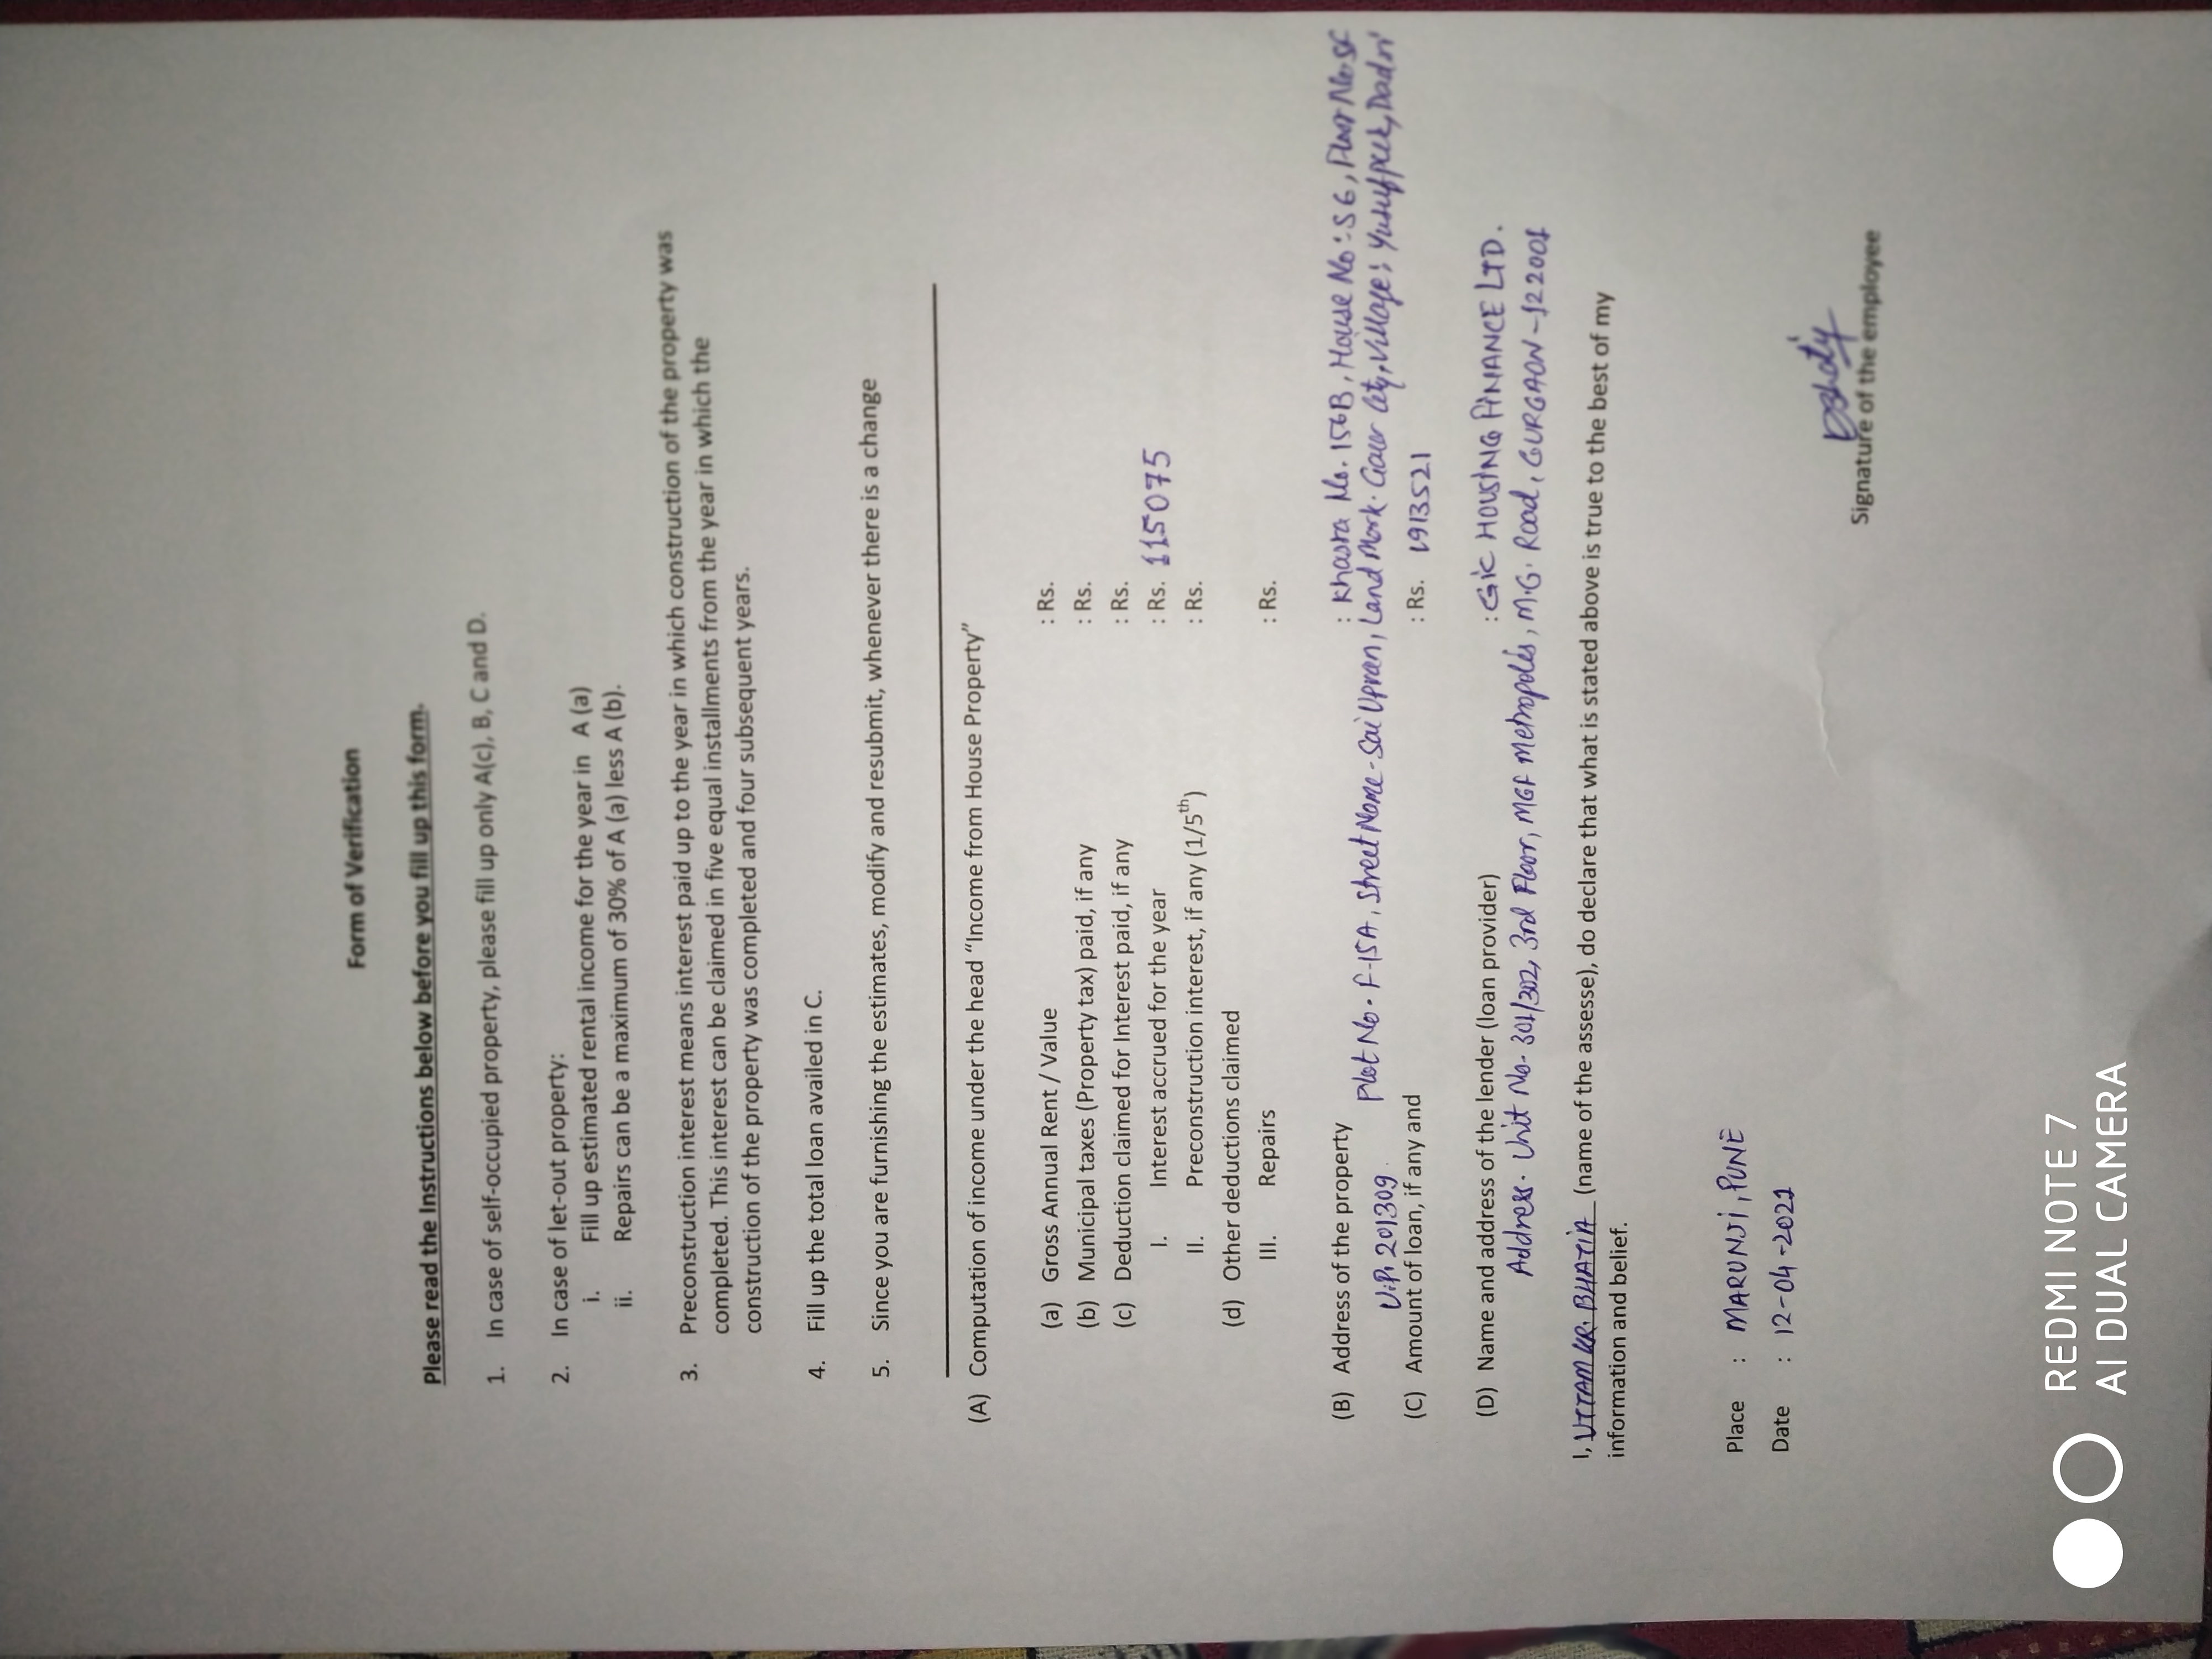 Form of Verification
Please read the Instructions below before you fill up this form.
1. In case of self-occupied property, please fill up only A(c), B, C and D.
2. In case of let-out property:
i. Fill up estimated rental income for the year in A (a)
ii. Repairs can be a maximum of 30% of A (a) less A (b).
3. Preconstruction interest means interest paid up to the year in which construction of the property was
completed. This interest can be claimed in five equal installments from the year in which the
construction of the property was completed and four subsequent years.
4. Fill up the total loan availed in C.
5. Since you are furnishing the estimates, modify and resubmit, whenever there is a change
(A) Computation of income under the head “Income from House Property”
(a) Gross Annual Rent / Value : Rs.
(b) Municipal taxes (Property tax) paid, if any : Rs.
(c) Deduction claimed for Interest paid, if any : Rs.
I. Interest accrued for the year : Rs. 115075
II. Preconstruction interest, if any (1/5th) : Rs.
(d) Other deductions claimed
III. Repairs : Rs.
(B) Address of the property : Khasra No. 156B, House No: S6, Floor No. SF
Plot No. F-15A, Street Name - Sai Upvan, Land Mark. Gaur City, Village: Dadri
U.P. 201309
(C) Amount of loan, if any and : Rs. 1913521
(D) Name and address of the lender (loan provider) : GIC HOUSING FINANCE LTD.
Address. Unit No. 301/302, 3rd Floor, MGF Metropolis, M.G. Road, GURGAON - 122001
I, UTTAM KR. BHATIA (name of the assesse), do declare that what is stated above is true to the best of my
information and belief.
Place : MARUNJI, PUNE
Date : 12-04-2021
Signature of the employee
REDMI NOTE 7
AI DUAL CAMERA